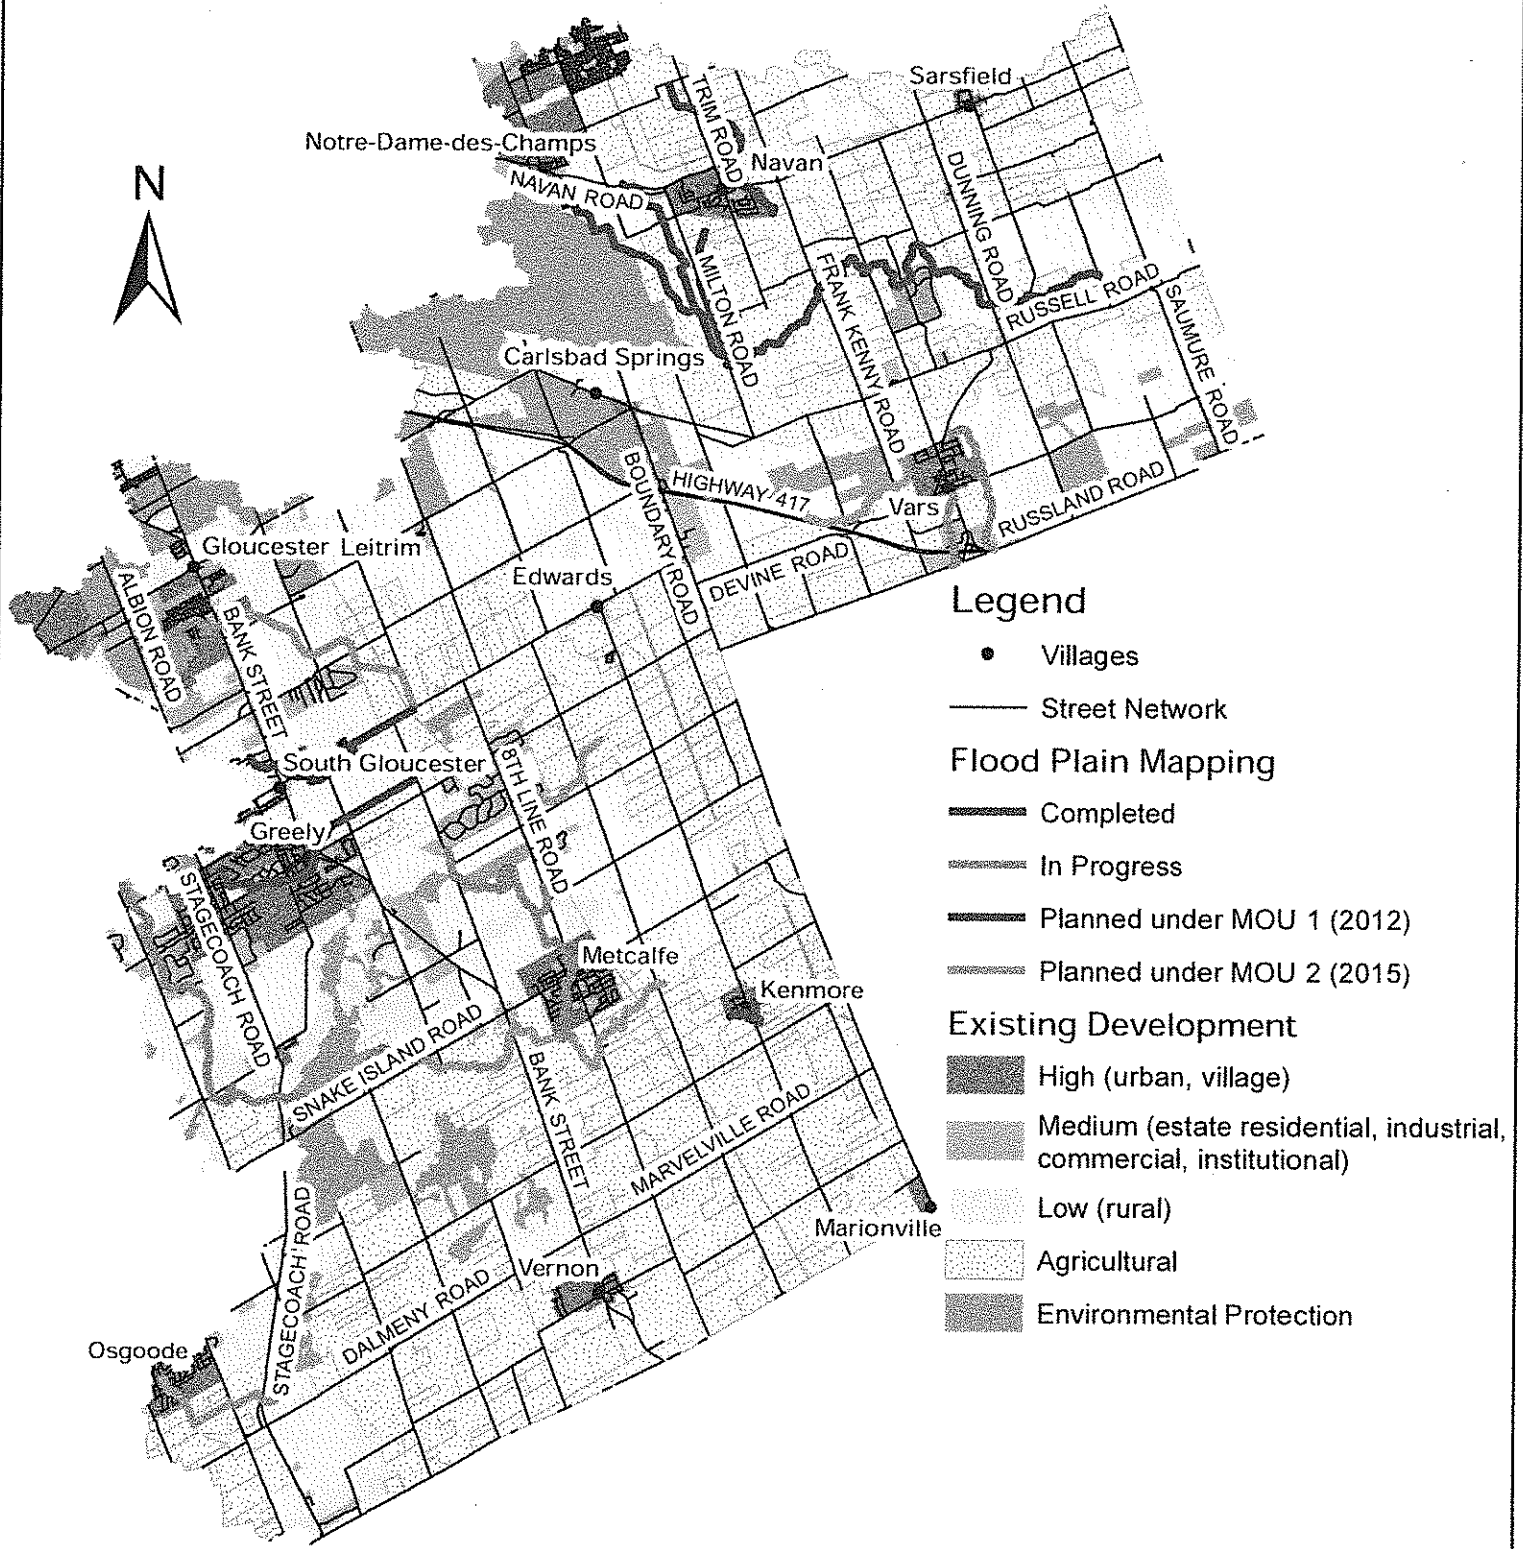 Sarsfield
TRIM ROAD
Notre-Dame-des-Champs
Navan
N
NAVAN ROAD
DUNNING ROAD
MILTON ROAD
FRANK KENNY ROAD
RUSSELL ROAD
SAUMURE ROAD
Carlsbad Springs
BOUNDARY ROAD
HIGHWAY 417
Vars
RUSSLAND ROAD
Gloucester Leitrim
Edwards
DEVINE ROAD
ALBION ROAD
BANK STREET
South Gloucester
8TH LINE ROAD
Greely
STAGECOACH ROAD
Metcalfe
Kenmore
SNAKE ISLAND ROAD
BANK STREET
MARVELVILLE ROAD
Marionville
STAGECOACH ROAD
Vernon
DALMENY ROAD
Osgoode
Legend
Villages
Street Network
Flood Plain Mapping
Completed
In Progress
Planned under MOU 1 (2012)
Planned under MOU 2 (2015)
Existing Development
High (urban, village)
Medium (estate residential, industrial,
commercial, institutional)
Low (rural)
Agricultural
Environmental Protection